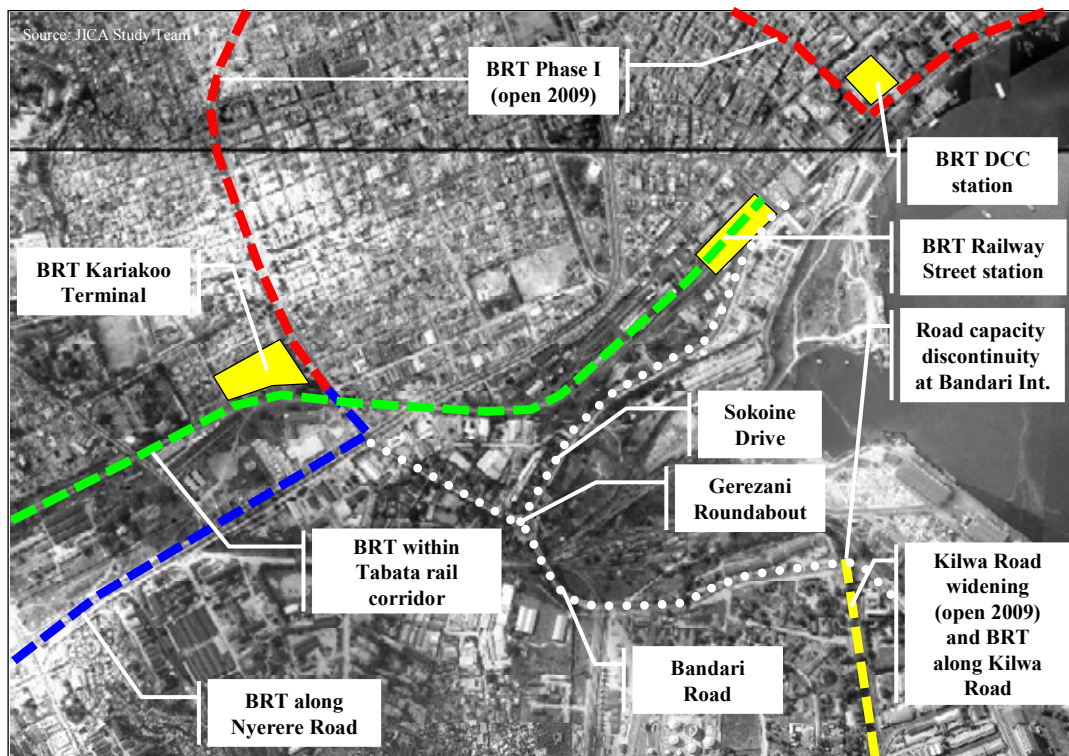 Source: JICA Study Team
BRT Phase I
(open 2009)
BRT DCC
station
BRT Kariakoo
Terminal
BRT Railway
Street station
Road capacity
discontinuity
at Bandari Int.
Sokoine
Drive
Gerezani
Roundabout
BRT within
Tabata rail
corridor
Kilwa Road
widening
(open 2009)
and BRT
along Kilwa
Road
Bandari
Road
BRT along
Nyerere Road